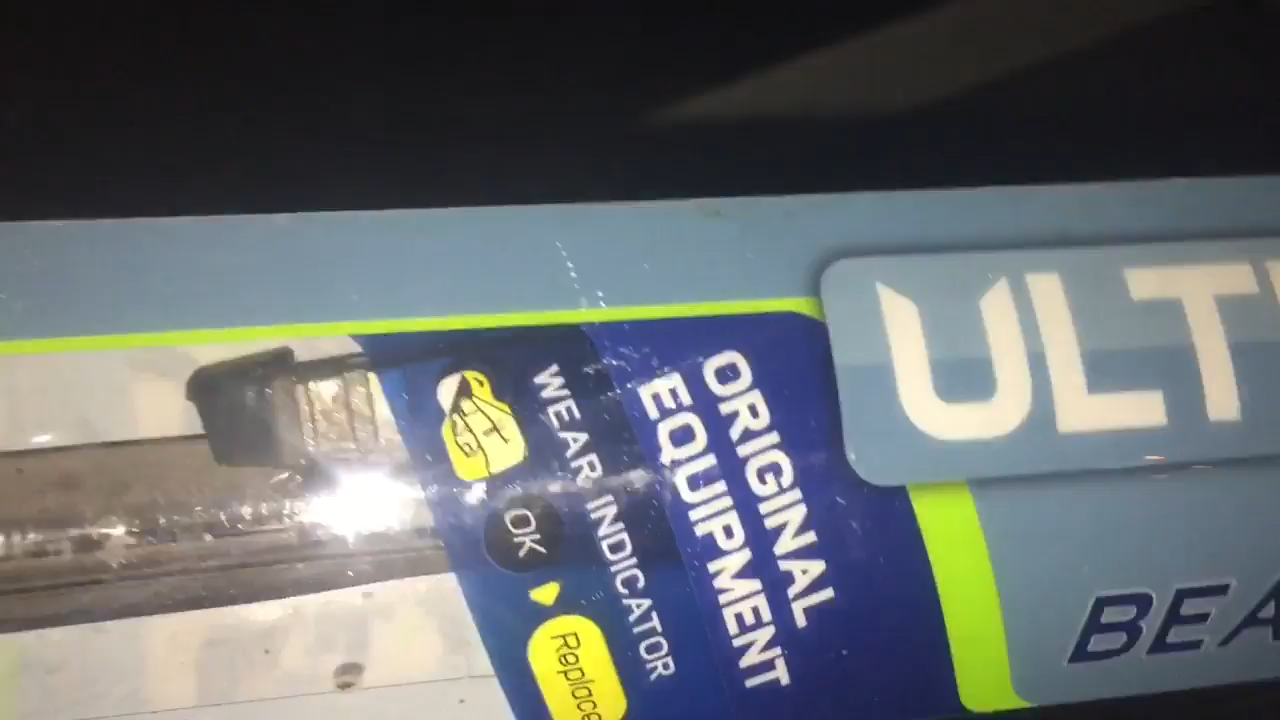 ORIGINAL
EQUIPMENT
WEAR INDICATOR
OK
Replace
ULT
BEA